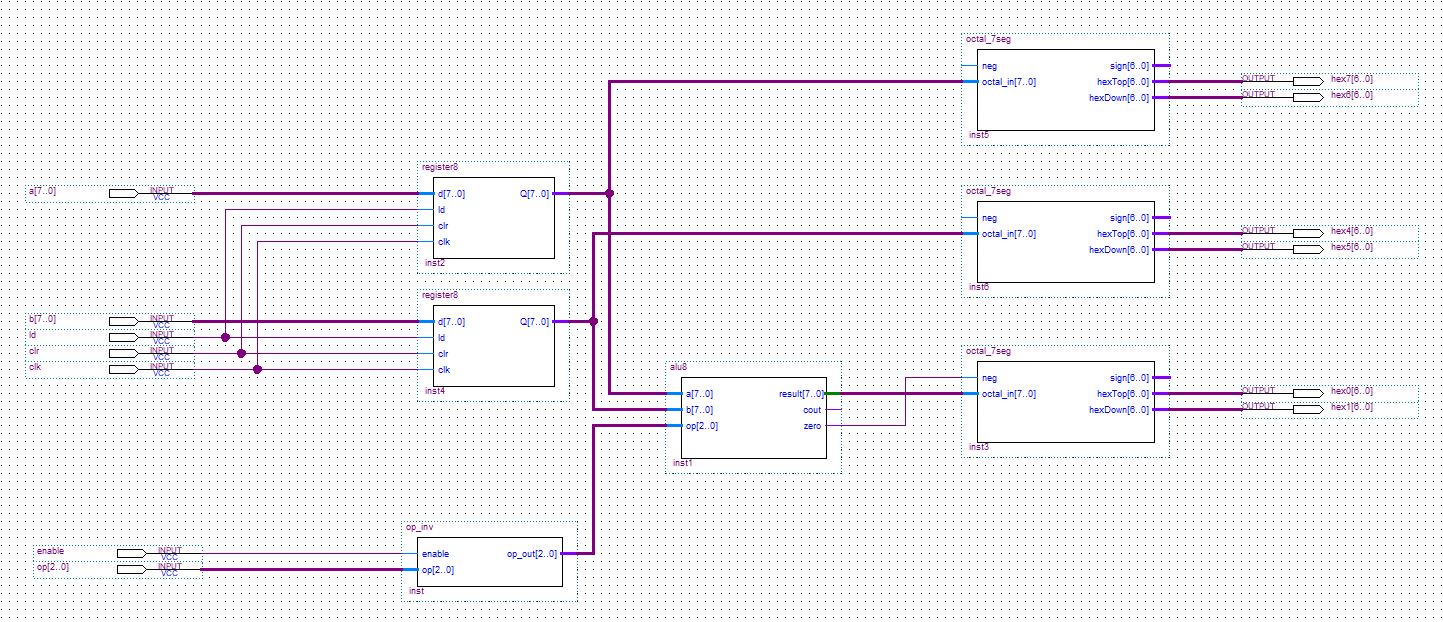 octal_7seg
neg sign[6..0]
octal_in[7..0] hexTop[6..0] OUTPUT hex7[6..0]
hexDown[6..0] OUTPUT hex6[6..0]
inst5
register8
a[7..0] INPUT VCC d[7..0] Q[7..0]
ld
clr
clk
inst2
octal_7seg
neg sign[6..0]
octal_in[7..0] hexTop[6..0] OUTPUT hex4[6..0]
hexDown[6..0] OUTPUT hex5[6..0]
inst6
register8
b[7..0] INPUT VCC d[7..0] Q[7..0]
ld INPUT VCC ld
clr INPUT VCC clr
clk INPUT VCC clk
inst4
alu8
a[7..0] result[7..0]
b[7..0] cout
op[2..0] zero
inst1
octal_7seg
neg sign[6..0]
octal_in[7..0] hexTop[6..0] OUTPUT hex0[6..0]
hexDown[6..0] OUTPUT hex1[6..0]
inst3
op_inv
enable INPUT VCC enable op_out[2..0]
op[2..0] INPUT VCC op[2..0]
inst